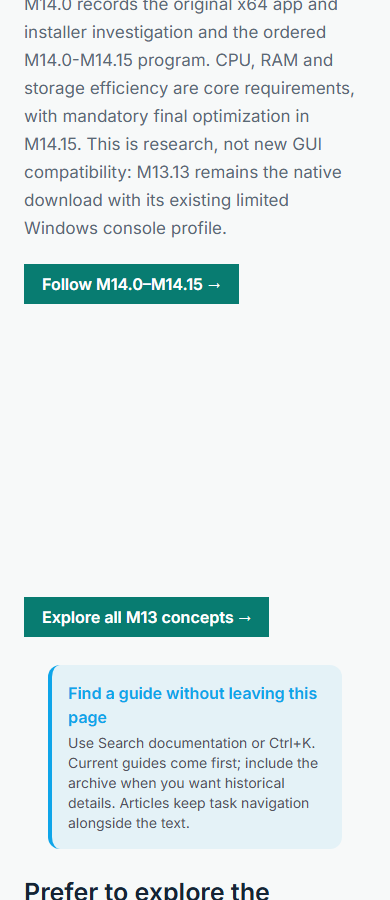 M14.0 records the original x64 app and
installer investigation and the ordered
M14.0-M14.15 program. CPU, RAM and
storage efficiency are core requirements,
with mandatory final optimization in
M14.15. This is research, not new GUI
compatibility: M13.13 remains the native
download with its existing limited
Windows console profile.
Follow M14.0–M14.15 →
Explore all M13 concepts →
Find a guide without leaving this
page
Use Search documentation or Ctrl+K.
Current guides come first; include the
archive when you want historical
details. Articles keep task navigation
alongside the text.
Prefer to explore the